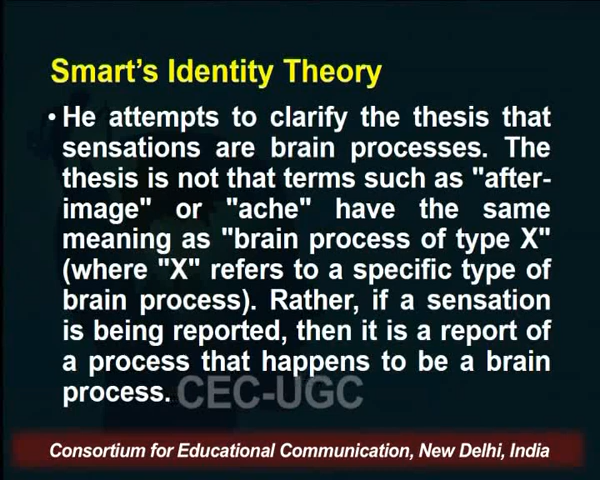 Smart's Identity Theory
• He attempts to clarify the thesis that
sensations are brain processes. The
thesis is not that terms such as "after-
image" or "ache" have the same
meaning as "brain process of type X"
(where "X" refers to a specific type of
brain process). Rather, if a sensation
is being reported, then it is a report of
a process that happens to be a brain
process.
CEC-UGC
Consortium for Educational Communication, New Delhi, India